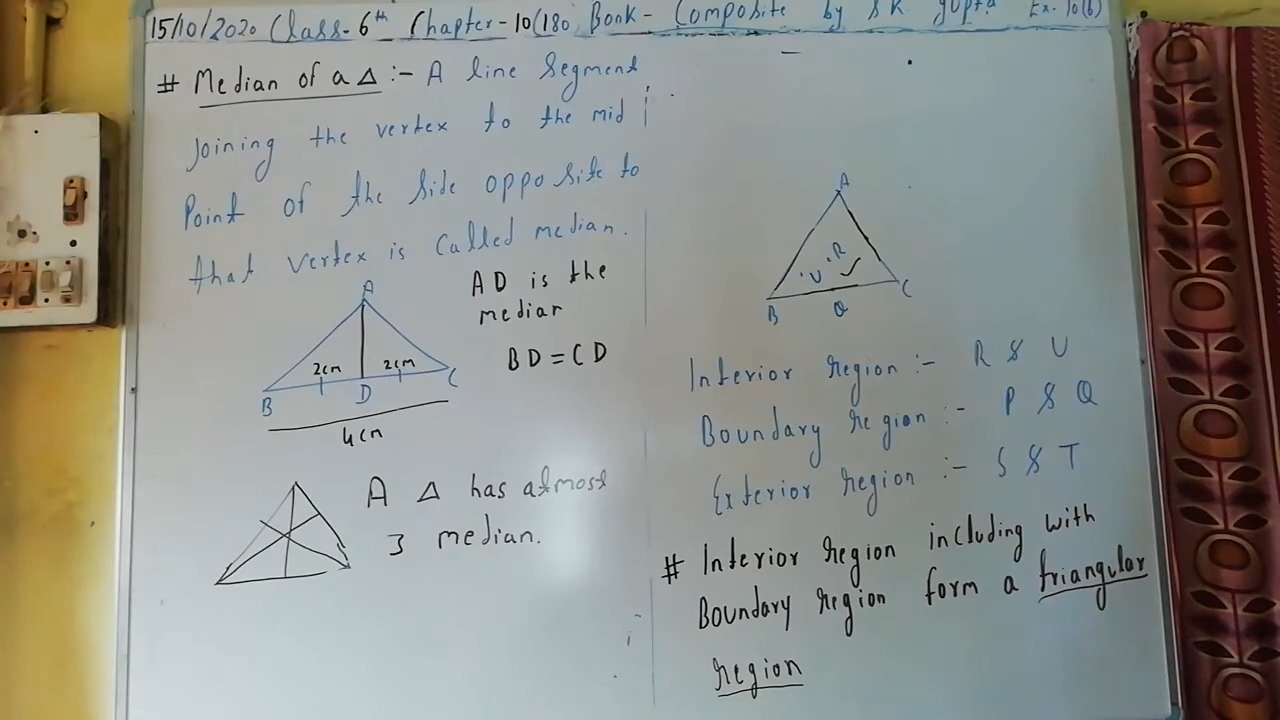 15/10/2020 Class-6th Chapter-10(180 Book- Composite by SK gupta Ex. 10(b)
# Median of a Δ :- A line Segment
Joining the vertex to the mid
Point of the Side opposite to
that vertex is Called median.
A
AD is the
median
BD = CD
2cm 2cm
B D C
4cm
A Δ has atmost
3 median.
A
R
U
B Q C
Interior region :- R & U
Boundary region :- P & Q
Exterior region :- S & T
# Interior region including with
Boundary region form a triangular
region